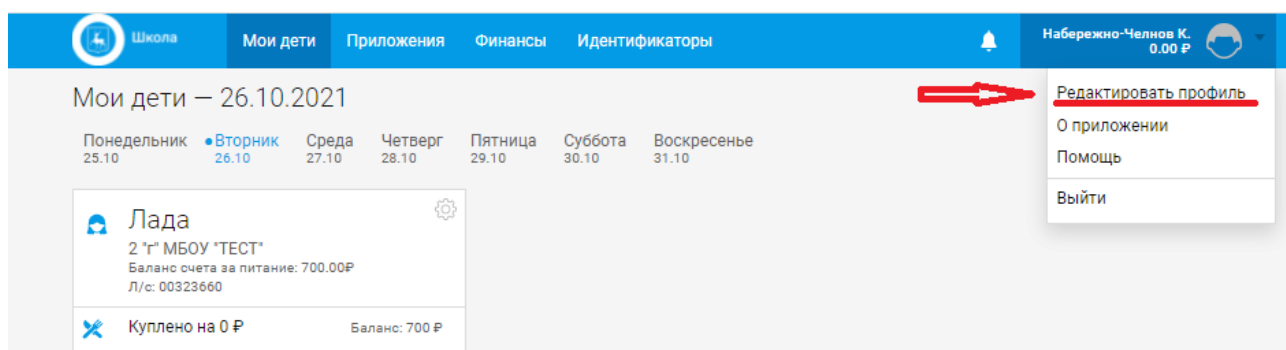 Школа
Мои дети
Приложения
Финансы
Идентификаторы
Набережно-Челнов К.
0.00 ₽
Редактировать профиль
О приложении
Помощь
Выйти
Мои дети — 26.10.2021
Понедельник •Вторник Среда Четверг Пятница Суббота Воскресенье
25.10 26.10 27.10 28.10 29.10 30.10 31.10
Лада
2 "г" МБОУ "ТЕСТ"
Баланс счета за питание: 700.00₽
Л/с: 00323660
Куплено на 0 ₽
Баланс: 700 ₽